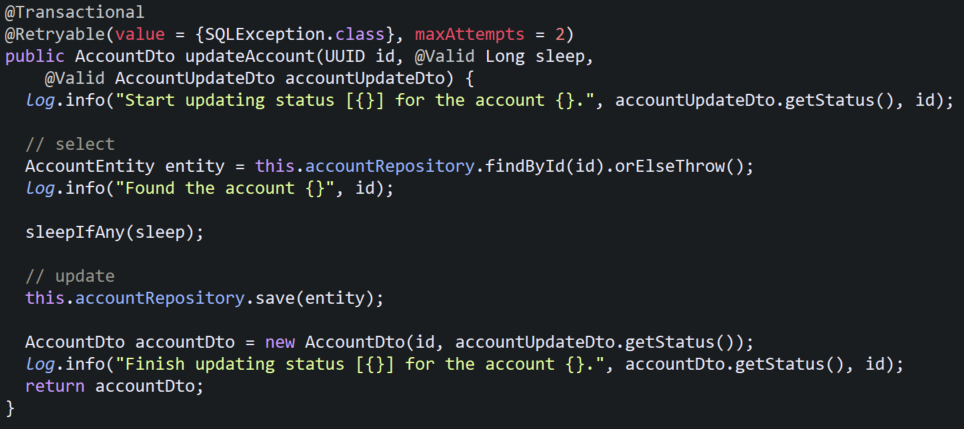 @Transactional
@Retryable(value = {SQLException.class}, maxAttempts = 2)
public AccountDto updateAccount(UUID id, @Valid Long sleep,
    @Valid AccountUpdateDto accountUpdateDto) {
  log.info("Start updating status [{}] for the account {}.", accountUpdateDto.getStatus(), id);

  // select
  AccountEntity entity = this.accountRepository.findById(id).orElseThrow();
  log.info("Found the account {}", id);

  sleepIfAny(sleep);

  // update
  this.accountRepository.save(entity);

  AccountDto accountDto = new AccountDto(id, accountUpdateDto.getStatus());
  log.info("Finish updating status [{}] for the account {}.", accountDto.getStatus(), id);
  return accountDto;
}